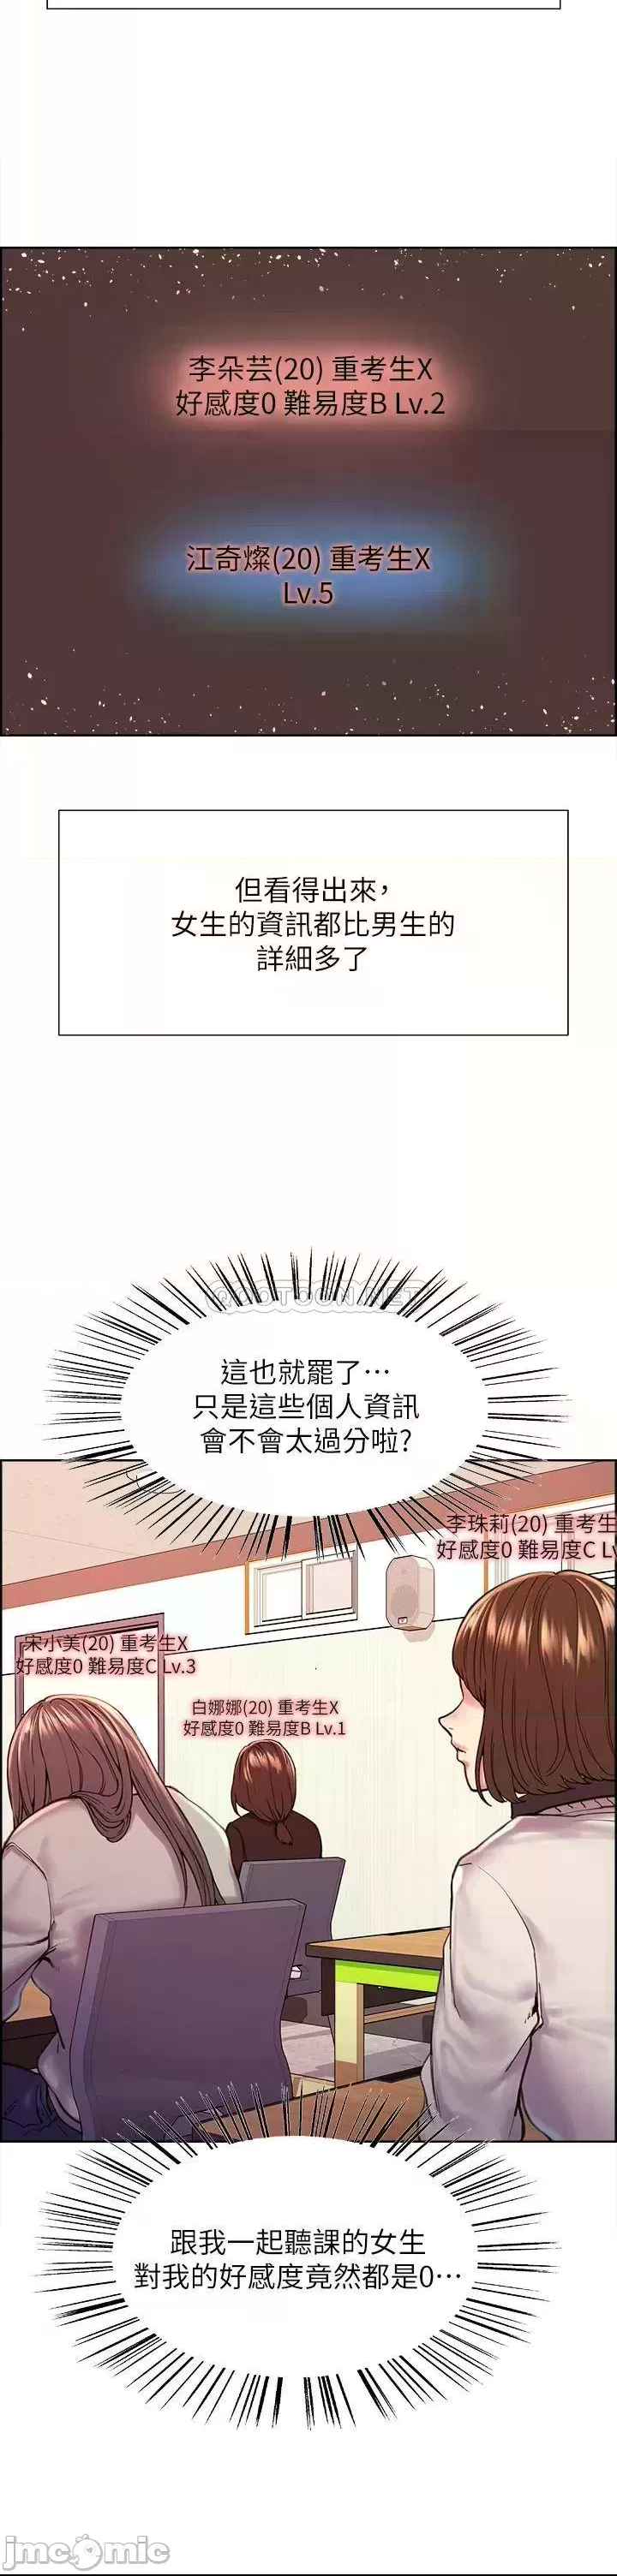 李朵芸(20) 重考生X
好感度0 難易度B Lv.2
江奇燦(20) 重考生X
Lv.5
但看得出來，
女生的資訊都比男生的
詳細多了
TOPTOON.NET
這也就罷了⋯
只是這些個人資訊
會不會太過分啦?
李珠莉(20) 重考生
好感度0 難易度C Lv
宋小美(20) 重考生X
好感度0 難易度C Lv.3
白娜娜(20) 重考生X
好感度0 難易度B Lv.1
跟我一起聽課的女生
對我的好感度竟然都是0⋯
jmcomic